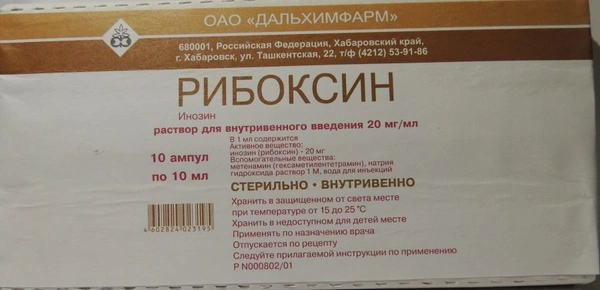 ОАО «ДАЛЬХИМФАРМ»
680001, Российская Федерация, Хабаровский край,
г. Хабаровск, ул. Ташкентская, 22, т/ф (4212) 53-91-86
РИБОКСИН
Инозин
раствор для внутривенного введения 20 мг/мл
10 ампул
по 10 мл
В 1 мл содержится
Активное вещество:
инозин (рибоксин) - 20 мг
Вспомогательные вещества:
метенамин (гексаметилентетрамин), натрия
гидроксида раствор 1 М, вода для инъекций
СТЕРИЛЬНО • ВНУТРИВЕННО
Хранить в защищенном от света месте
при температуре от 15 до 25 °С
Хранить в недоступном для детей месте
Применять по назначению врача
Отпускается по рецепту
Следуйте прилагаемой инструкции по применению
Р N000802/01
4602824023195